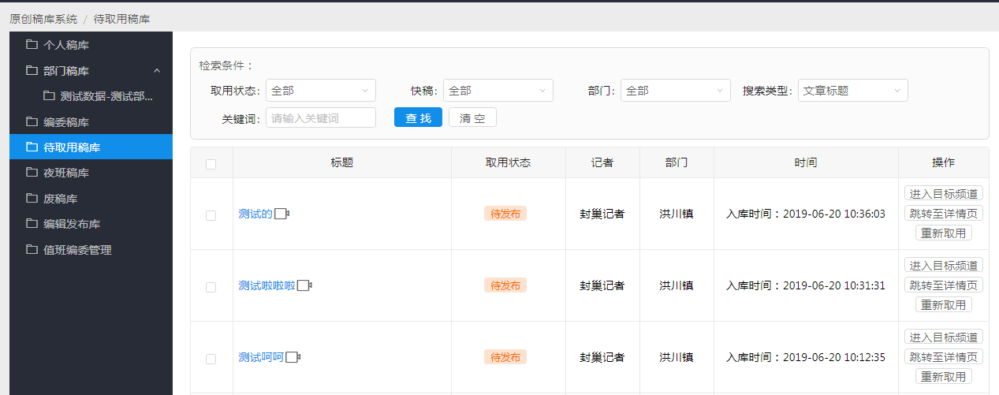 原创稿库系统 / 待取用稿库
个人稿库
部门稿库
测试数据-测试部...
编委稿库
待取用稿库
夜班稿库
废稿库
编辑发布库
值班编委管理
检索条件：
取用状态: 全部 快稿: 全部 部门: 全部 搜索类型: 文章标题
关键词: 请输入关键词 查 找 清 空
标题 取用状态 记者 部门 时间 操作
测试的 待发布 封巢记者 洪川镇 入库时间：2019-06-20 10:36:03
进入目标频道
跳转至详情页
重新取用
测试啦啦啦 待发布 封巢记者 洪川镇 入库时间：2019-06-20 10:31:31
进入目标频道
跳转至详情页
重新取用
测试呵呵 待发布 封巢记者 洪川镇 入库时间：2019-06-20 10:12:35
进入目标频道
跳转至详情页
重新取用